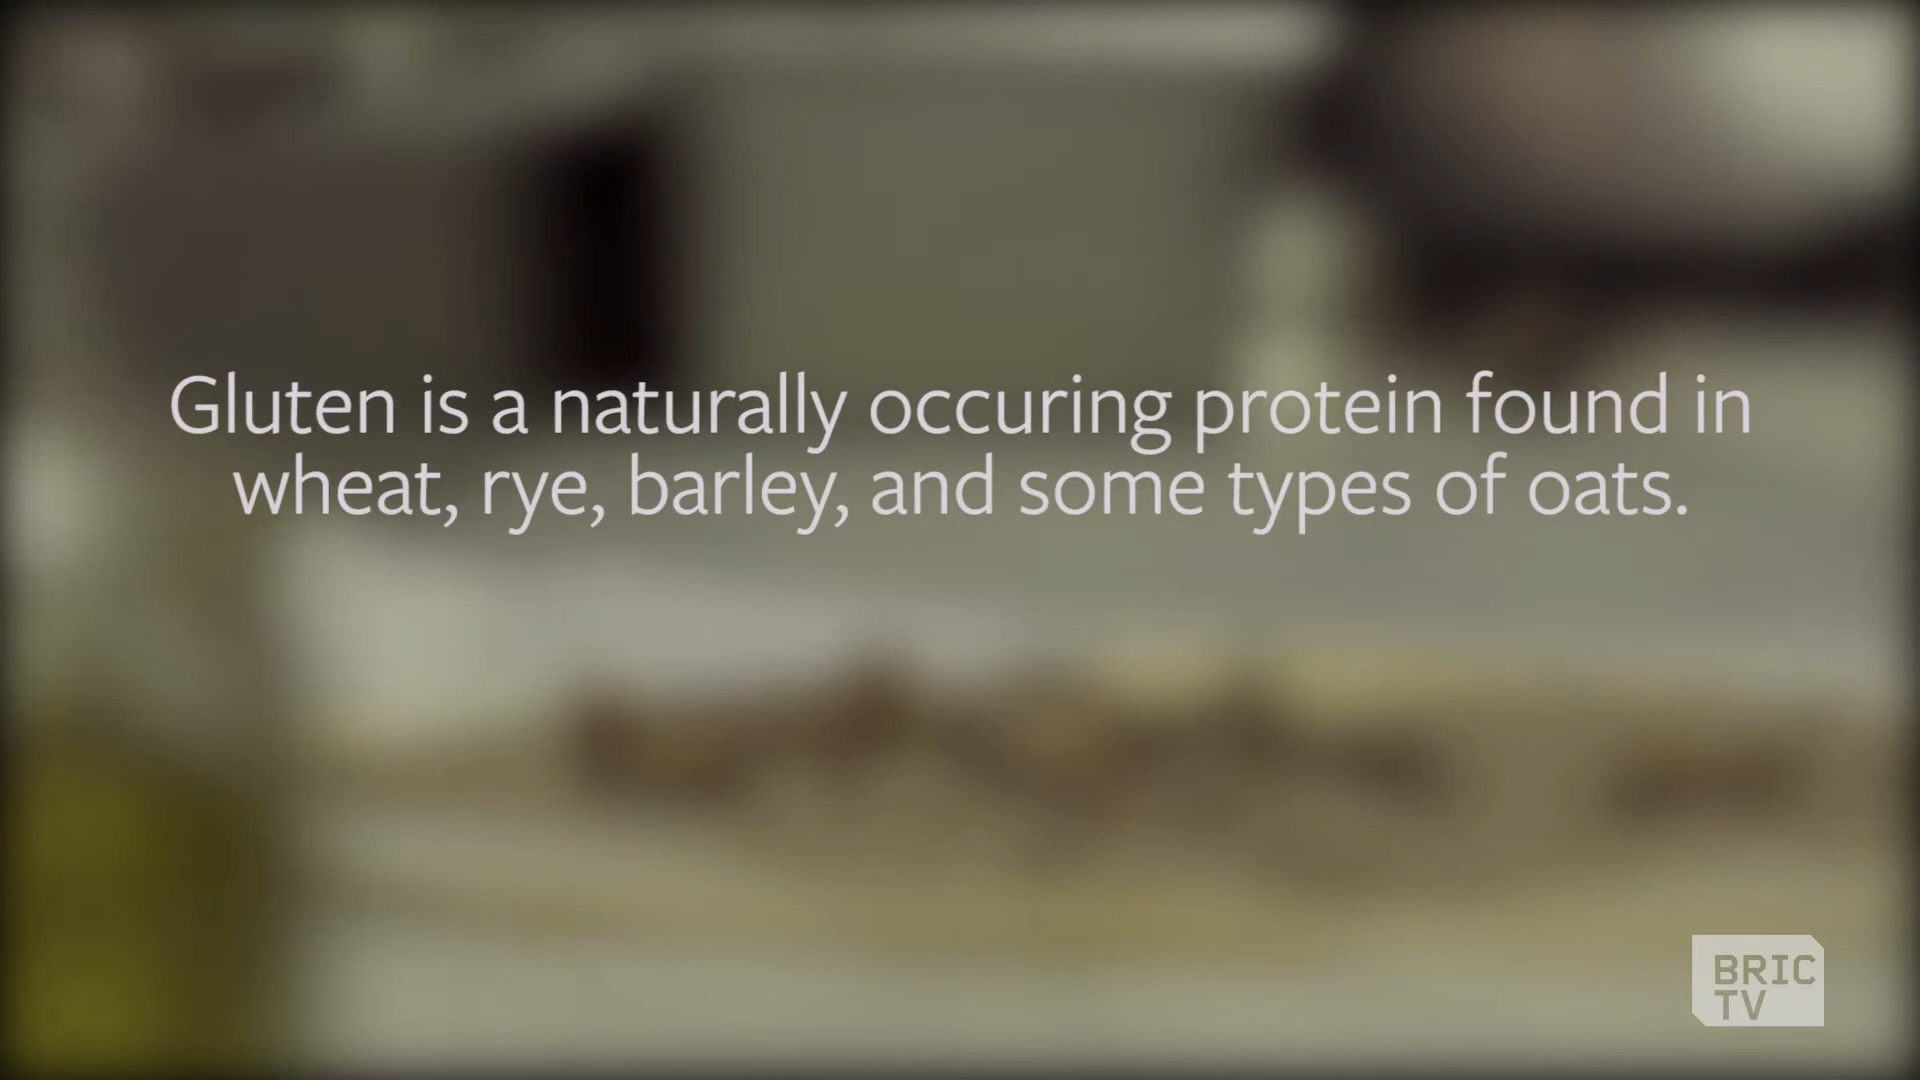 Gluten is a naturally occuring protein found in
wheat, rye, barley, and some types of oats.
BRIC
TV